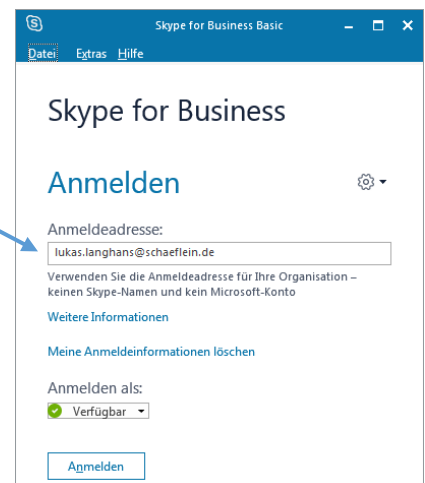 Skype for Business Basic
Datei Extras Hilfe
Skype for Business
Anmelden
Anmeldeadresse:
lukas.langhans@schaeflein.de
Verwenden Sie die Anmeldeadresse für Ihre Organisation –
keinen Skype-Namen und kein Microsoft-Konto
Weitere Informationen
Meine Anmeldeinformationen löschen
Anmelden als:
Verfügbar
Anmelden